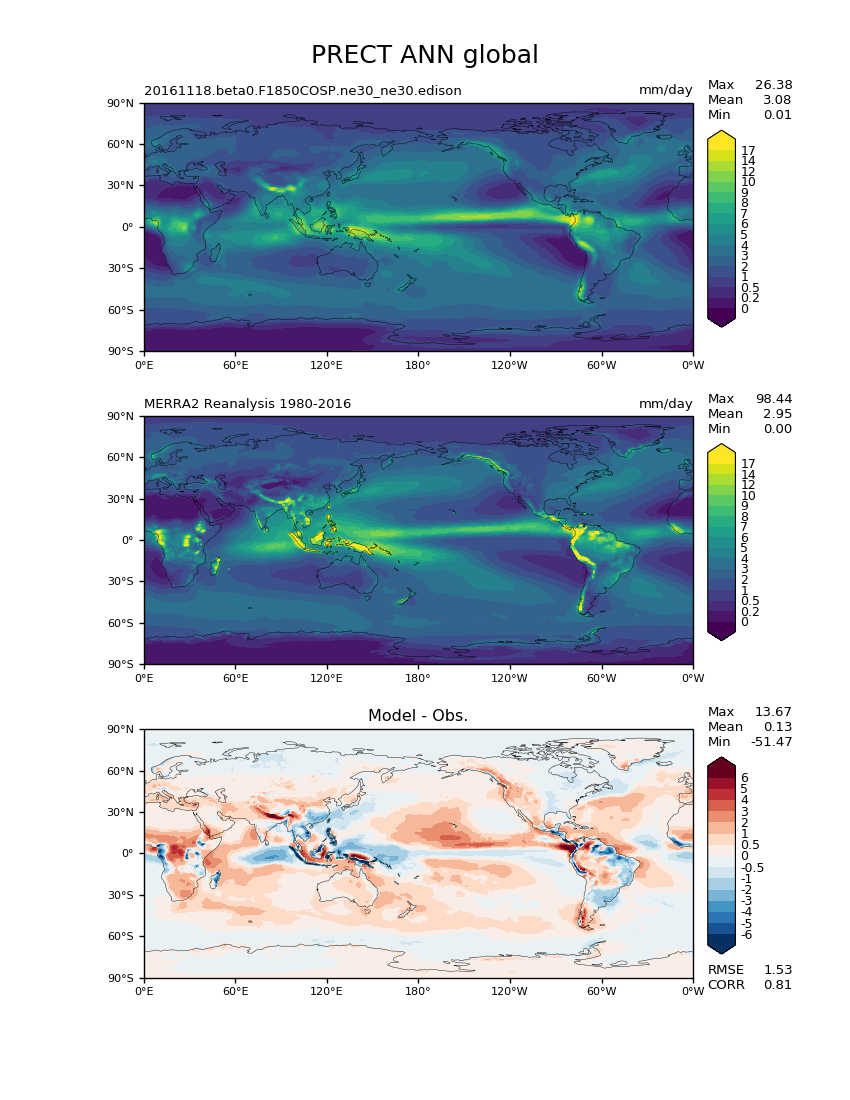 PRECT ANN global
20161118.beta0.F1850COSP.ne30_ne30.edison mm/day
Max 26.38
Mean 3.08
Min 0.01
90°N
60°N
30°N
0°
30°S
60°S
90°S
0°E 60°E 120°E 180° 120°W 60°W 0°W
17
14
12
10
9
8
7
6
5
4
3
2
1
0.5
0.2
0
MERRA2 Reanalysis 1980-2016 mm/day
Max 98.44
Mean 2.95
Min 0.00
90°N
60°N
30°N
0°
30°S
60°S
90°S
0°E 60°E 120°E 180° 120°W 60°W 0°W
17
14
12
10
9
8
7
6
5
4
3
2
1
0.5
0.2
0
Model - Obs.
Max 13.67
Mean 0.13
Min -51.47
90°N
60°N
30°N
0°
30°S
60°S
90°S
0°E 60°E 120°E 180° 120°W 60°W 0°W
6
5
4
3
2
1
0.5
0
-0.5
-1
-2
-3
-4
-5
-6
RMSE 1.53
CORR 0.81